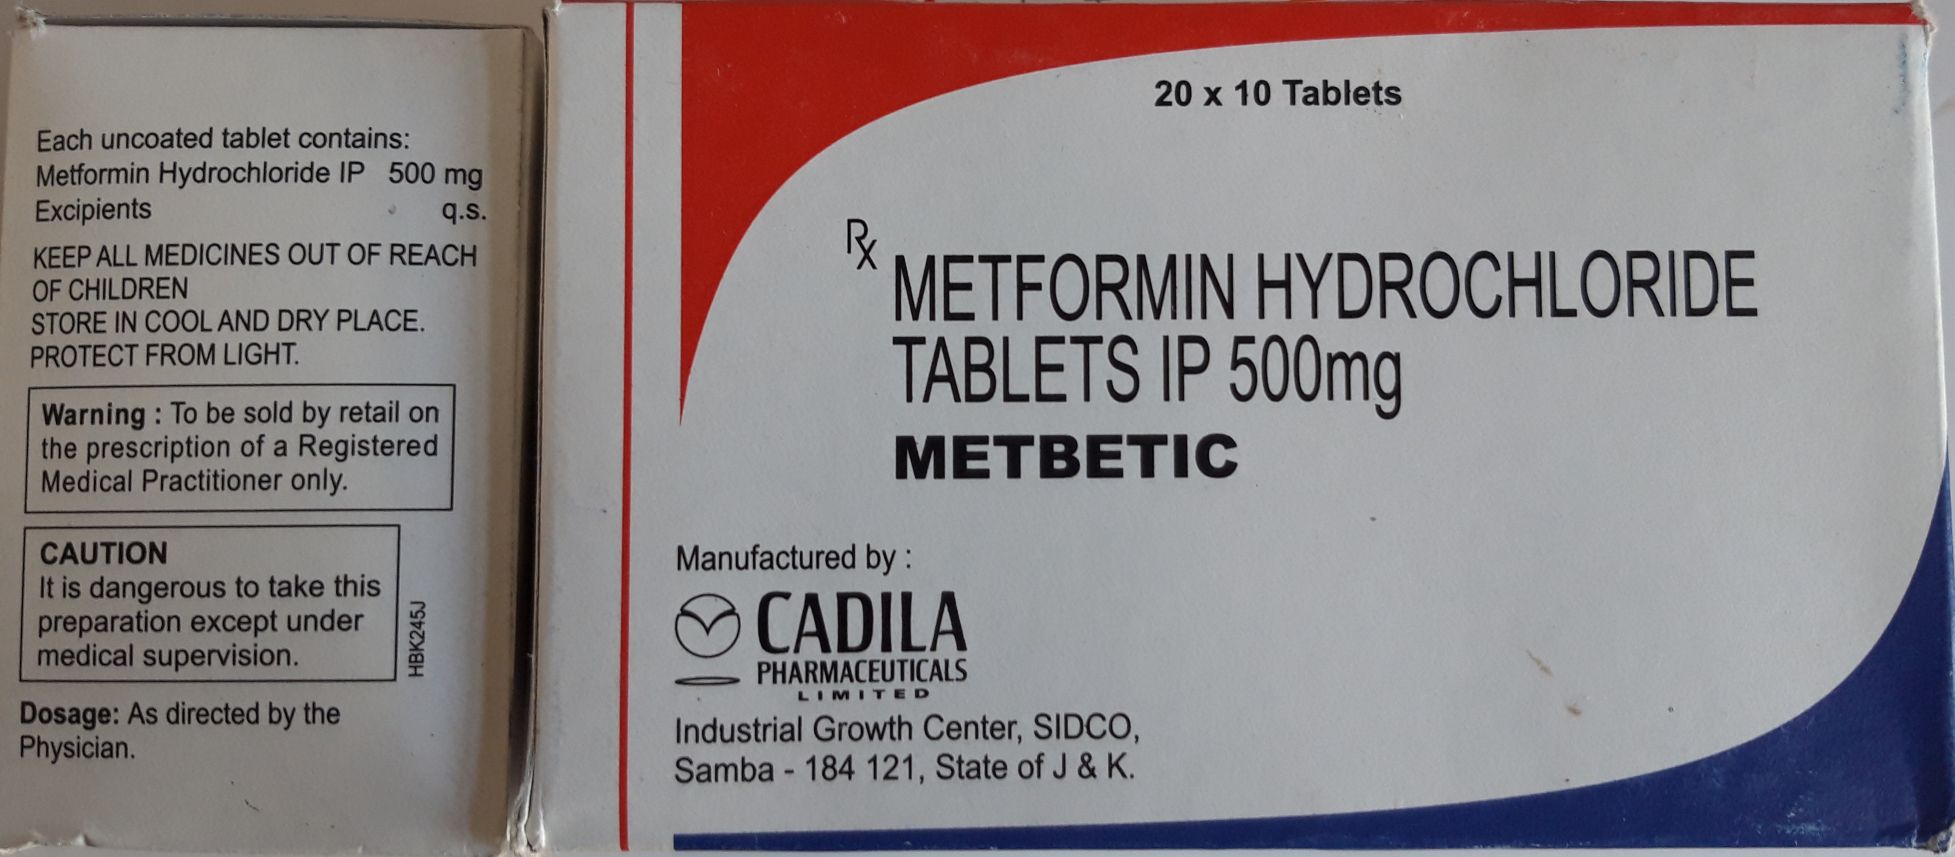 Each uncoated tablet contains:
Metformin Hydrochloride IP 500 mg
Excipients q.s.
KEEP ALL MEDICINES OUT OF REACH
OF CHILDREN
STORE IN COOL AND DRY PLACE.
PROTECT FROM LIGHT.
Warning : To be sold by retail on
the prescription of a Registered
Medical Practitioner only.
CAUTION
It is dangerous to take this
preparation except under
medical supervision.
HBK245J
Dosage: As directed by the
Physician.
20 x 10 Tablets
Rx
METFORMIN HYDROCHLORIDE
TABLETS IP 500mg
METBETIC
Manufactured by :
CADILA
PHARMACEUTICALS
LIMITED
Industrial Growth Center, SIDCO,
Samba - 184 121, State of J & K.